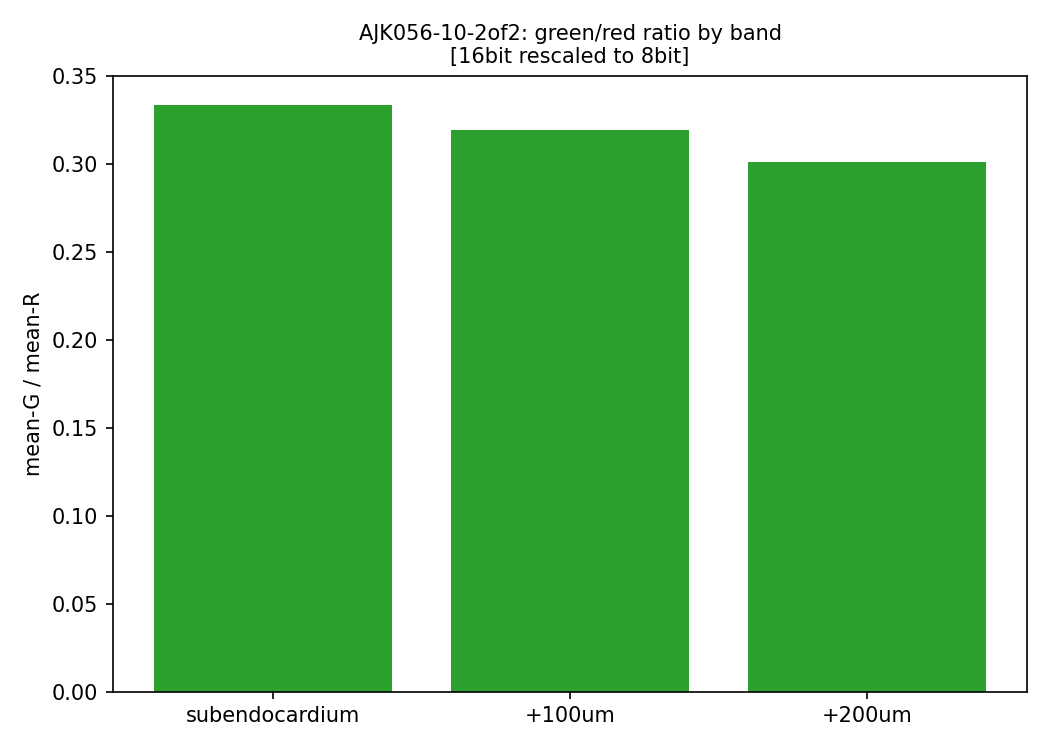 AJK056-10-2of2: green/red ratio by band
[16bit rescaled to 8bit]
mean-G / mean-R
0.35
0.30
0.25
0.20
0.15
0.10
0.05
0.00
subendocardium
+100um
+200um